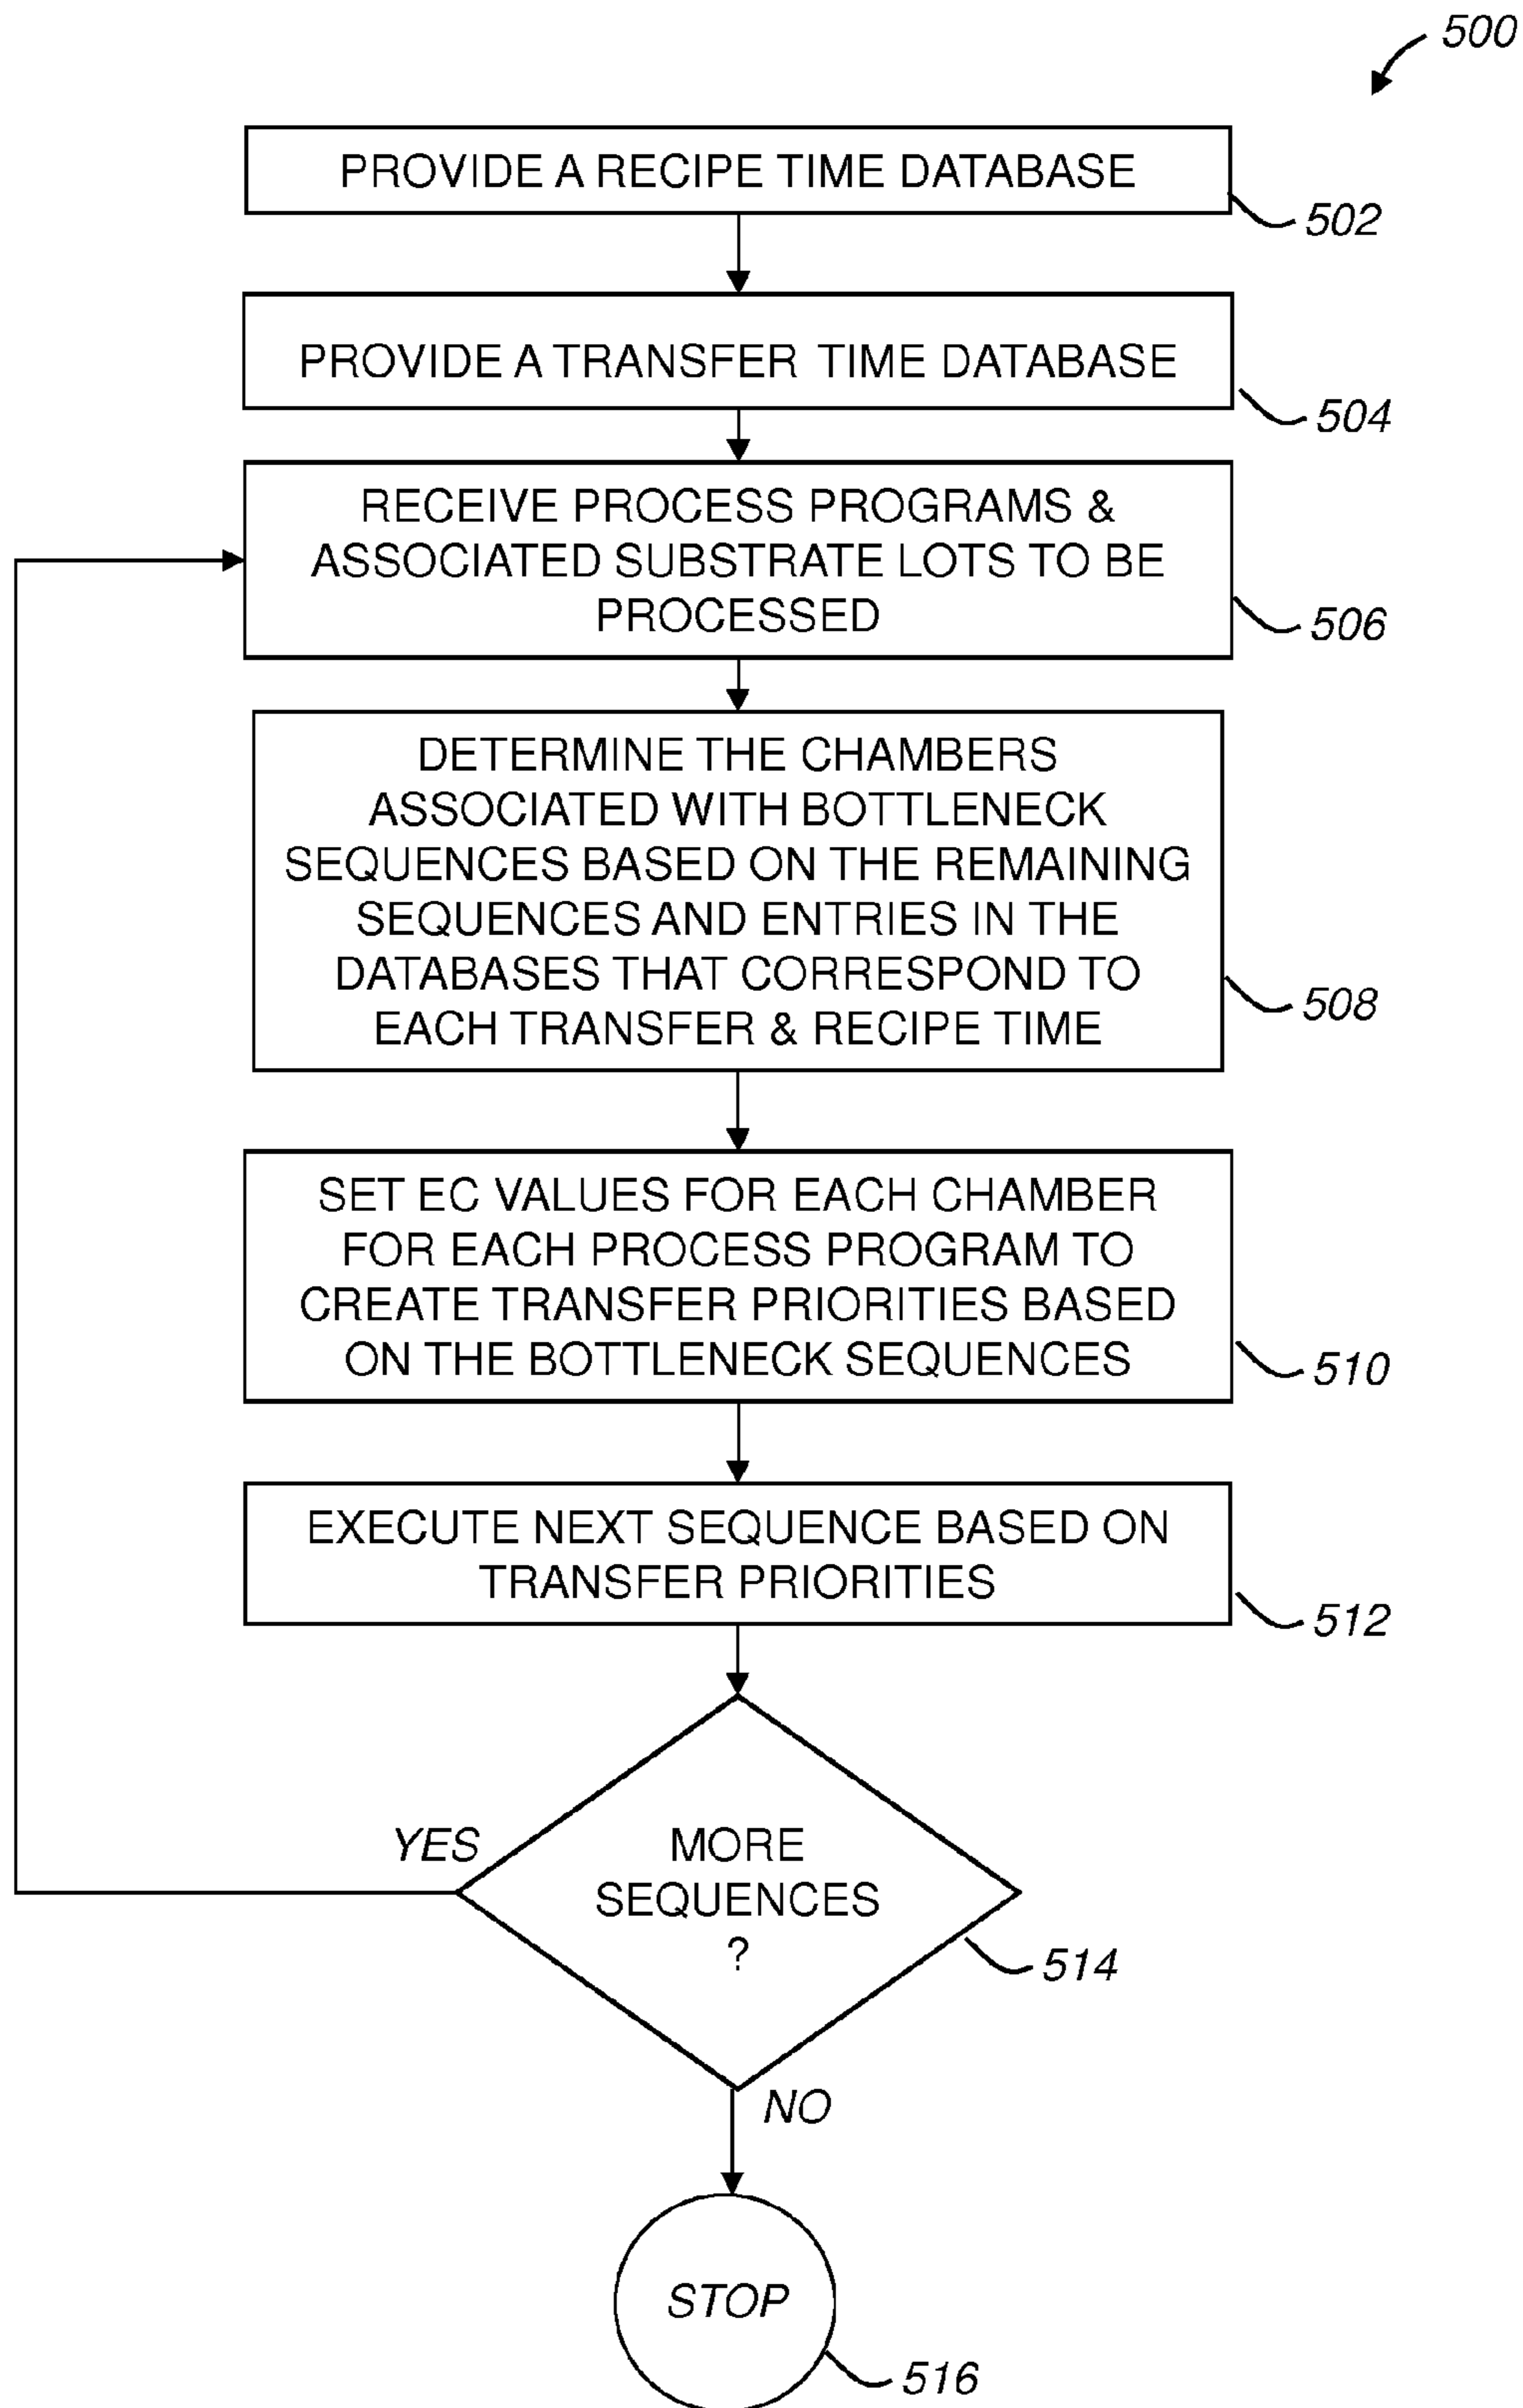 500
PROVIDE A RECIPE TIME DATABASE
502
PROVIDE A TRANSFER TIME DATABASE
504
RECEIVE PROCESS PROGRAMS &
ASSOCIATED SUBSTRATE LOTS TO BE
PROCESSED
506
DETERMINE THE CHAMBERS
ASSOCIATED WITH BOTTLENECK
SEQUENCES BASED ON THE REMAINING
SEQUENCES AND ENTRIES IN THE
DATABASES THAT CORRESPOND TO
EACH TRANSFER & RECIPE TIME
508
SET EC VALUES FOR EACH CHAMBER
FOR EACH PROCESS PROGRAM TO
CREATE TRANSFER PRIORITIES BASED
ON THE BOTTLENECK SEQUENCES
510
EXECUTE NEXT SEQUENCE BASED ON
TRANSFER PRIORITIES
512
YES
MORE
SEQUENCES
?
514
NO
STOP
516